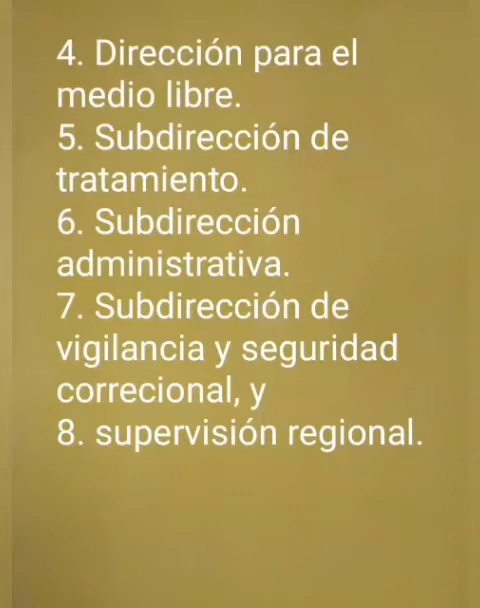 4. Dirección para el
medio libre.
5. Subdirección de
tratamiento.
6. Subdirección
administrativa.
7. Subdirección de
vigilancia y seguridad
correcional, y
8. supervisión regional.